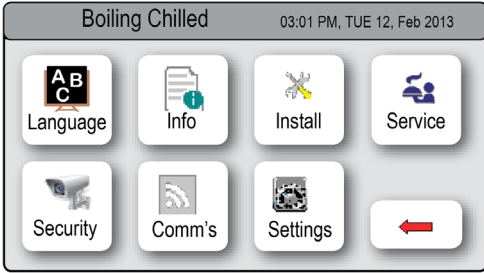 Boiling Chilled 03:01 PM, TUE 12, Feb 2013
A B
C
Language Info Install Service
Security Comm's Settings